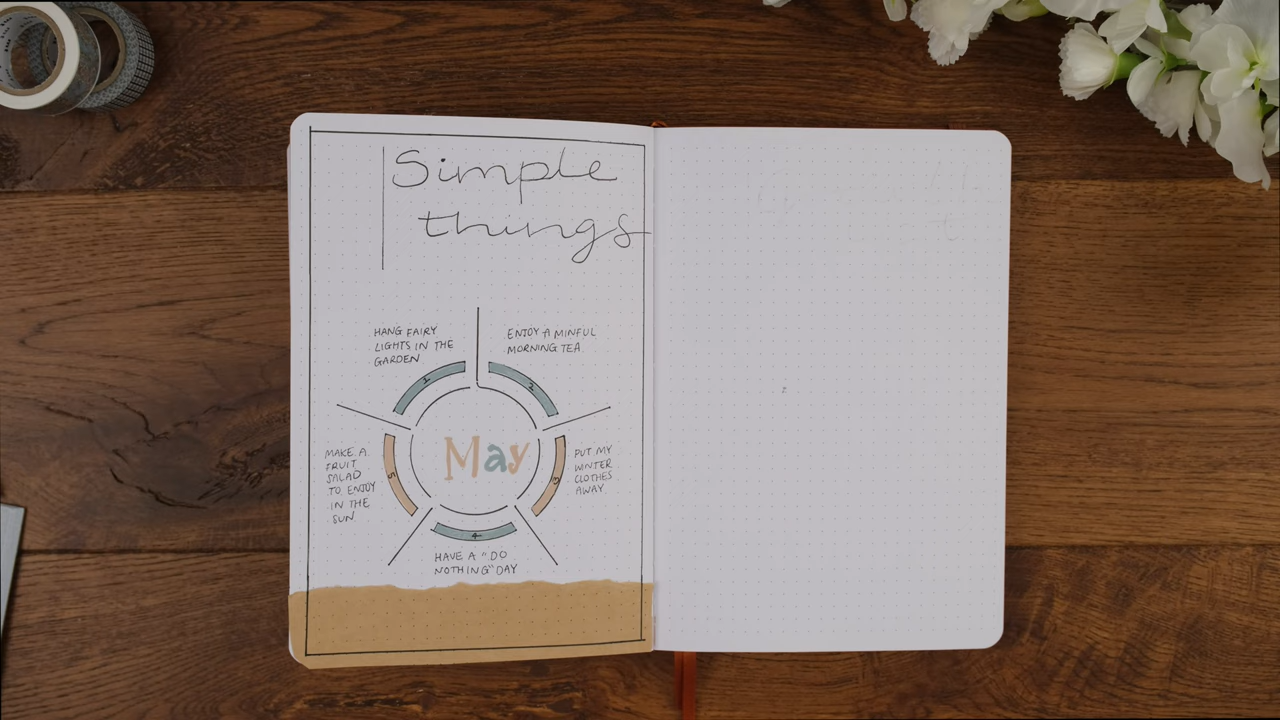 Simple
things
HANG FAIRY
LIGHTS IN THE
GARDEN
1
ENJOY A MINFUL
MORNING TEA
2
PUT MY
WINTER
CLOTHES
AWAY
3
HAVE A "DO
NOTHING" DAY
4
MAKE A
FRUIT
SALAD
TO ENJOY
IN THE
SUN
5
May